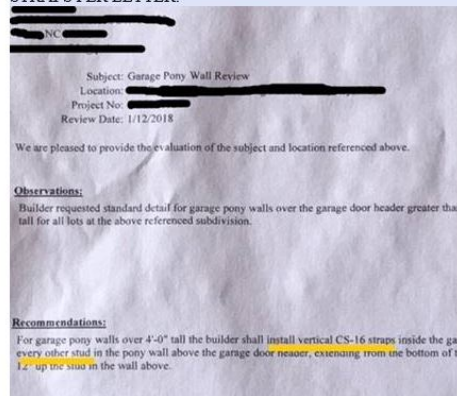 STRAPS PER LETTER.
NC
Subject: Garage Pony Wall Review
Location:
Project No:
Review Date: 1/12/2018
We are pleased to provide the evaluation of the subject and location referenced above.
Observations:
Builder requested standard detail for garage pony walls over the garage door header greater tha
tall for all lots at the above referenced subdivision.
Recommendations:
For garage pony walls over 4'-0" tall the builder shall install vertical CS-16 straps inside the ga
every other stud in the pony wall above the garage door header, extending from the bottom of t
12" up the stud in the wall above.